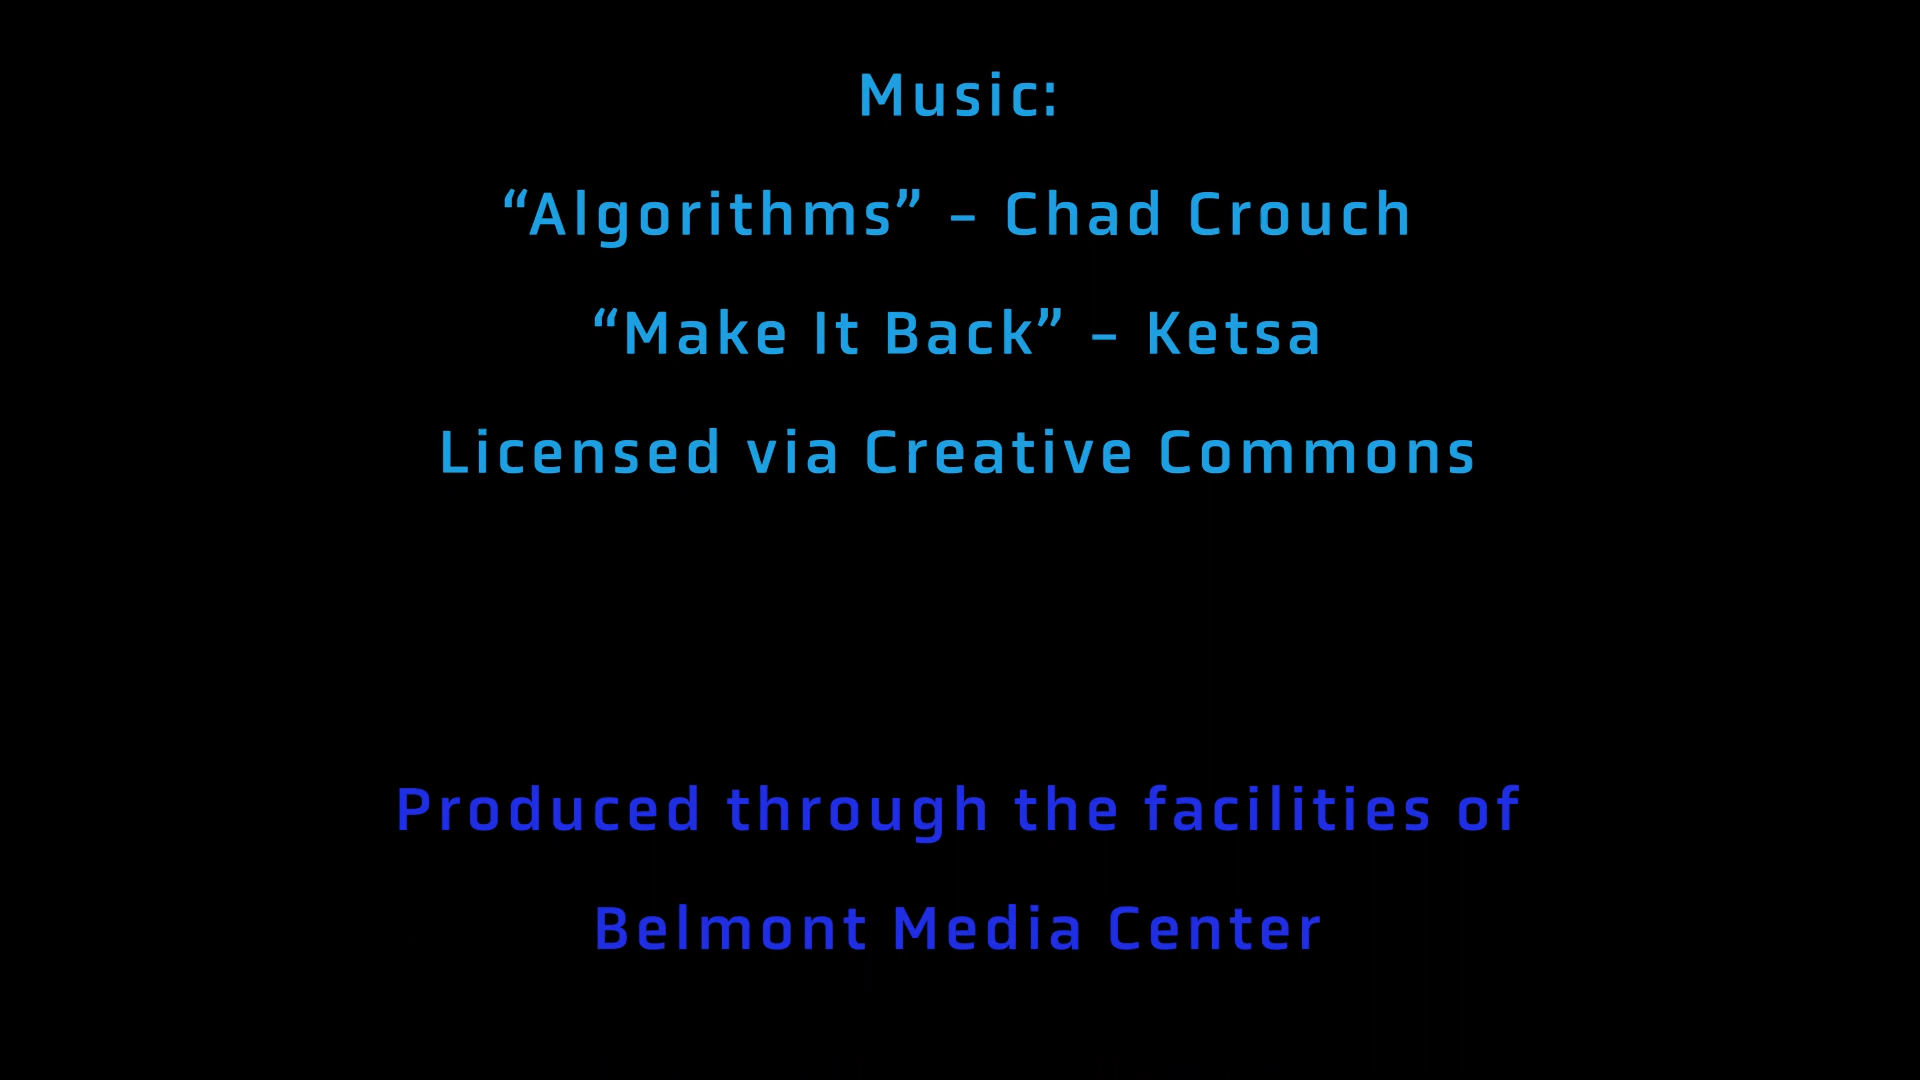 Music:
“Algorithms” – Chad Crouch
“Make It Back” – Ketsa
Licensed via Creative Commons
Produced through the facilities of
Belmont Media Center